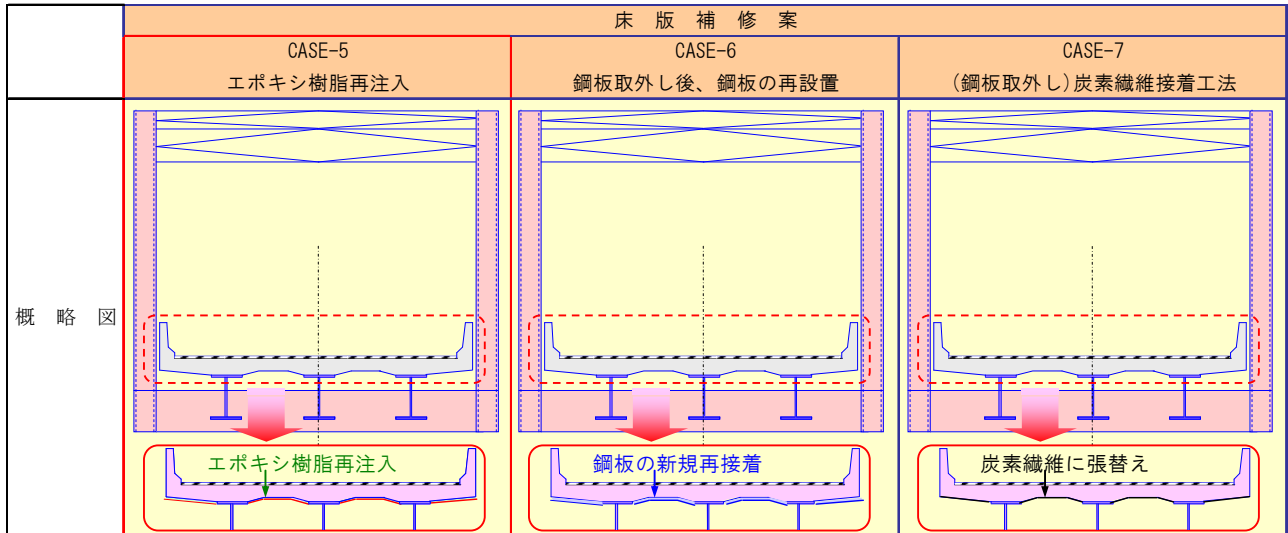 床 版 補 修 案
CASE-5
エポキシ樹脂再注入
CASE-6
鋼板取外し後、鋼板の再設置
CASE-7
(鋼板取外し)炭素繊維接着工法
概 略 図
エポキシ樹脂再注入
鋼板の新規再接着
炭素繊維に張替え